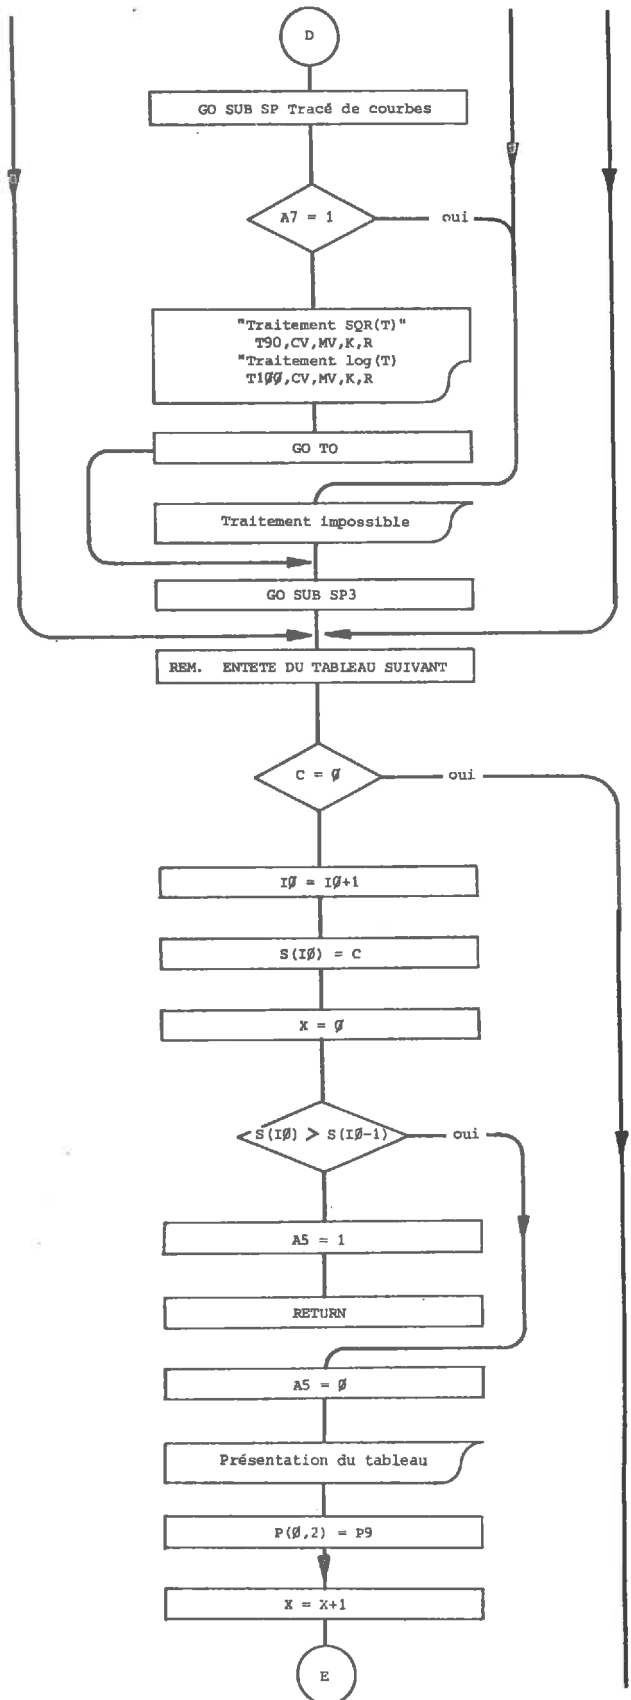 D
GO SUB SP Tracé de courbes
A7 = 1
oui
"Traitement SQR(T)"
T90,CV,MV,K,R
"Traitement log(T)
T1ØØ,CV,MV,K,R
GO TO
Traitement impossible
GO SUB SP3
REM. ENTETE DU TABLEAU SUIVANT
C = Ø
oui
IØ = IØ+1
S(IØ) = C
X = Ø
S(IØ) > S(IØ-1)
oui
A5 = 1
RETURN
A5 = Ø
Présentation du tableau
P(Ø,2) = P9
X = X+1
E